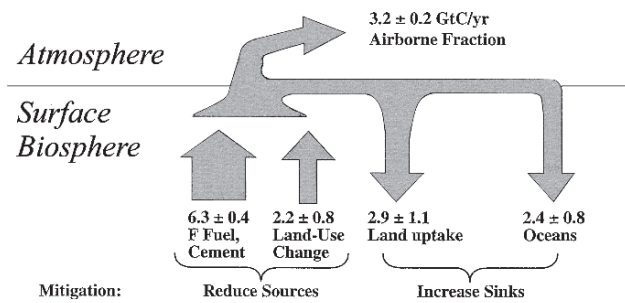 3.2 ± 0.2 GtC/yr
Airborne Fraction
Atmosphere
Surface
Biosphere
6.3 ± 0.4
F Fuel,
Cement
2.2 ± 0.8
Land-Use
Change
2.9 ± 1.1
Land uptake
2.4 ± 0.8
Oceans
Mitigation:
Reduce Sources
Increase Sinks